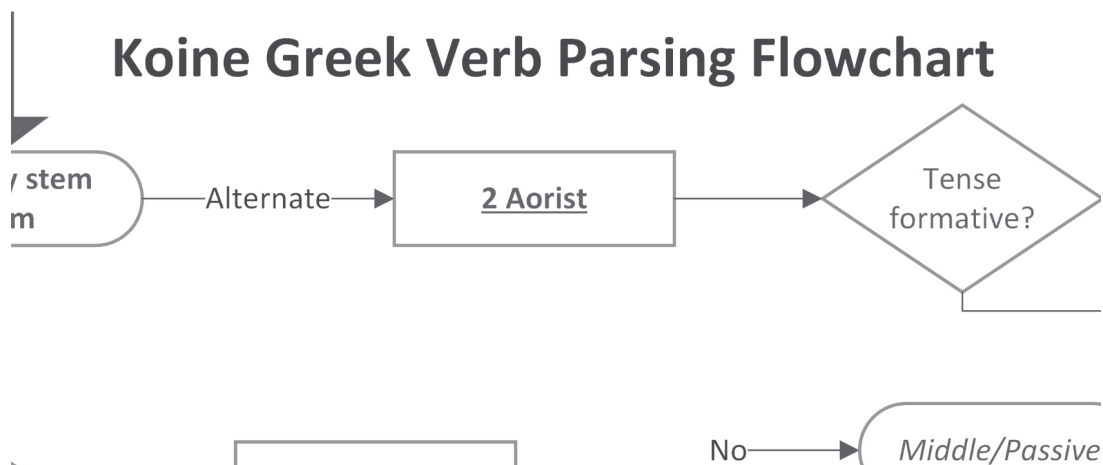 Koine Greek Verb Parsing Flowchart
stem
Alternate
2 Aorist
Tense
formative?
No
Middle/Passive